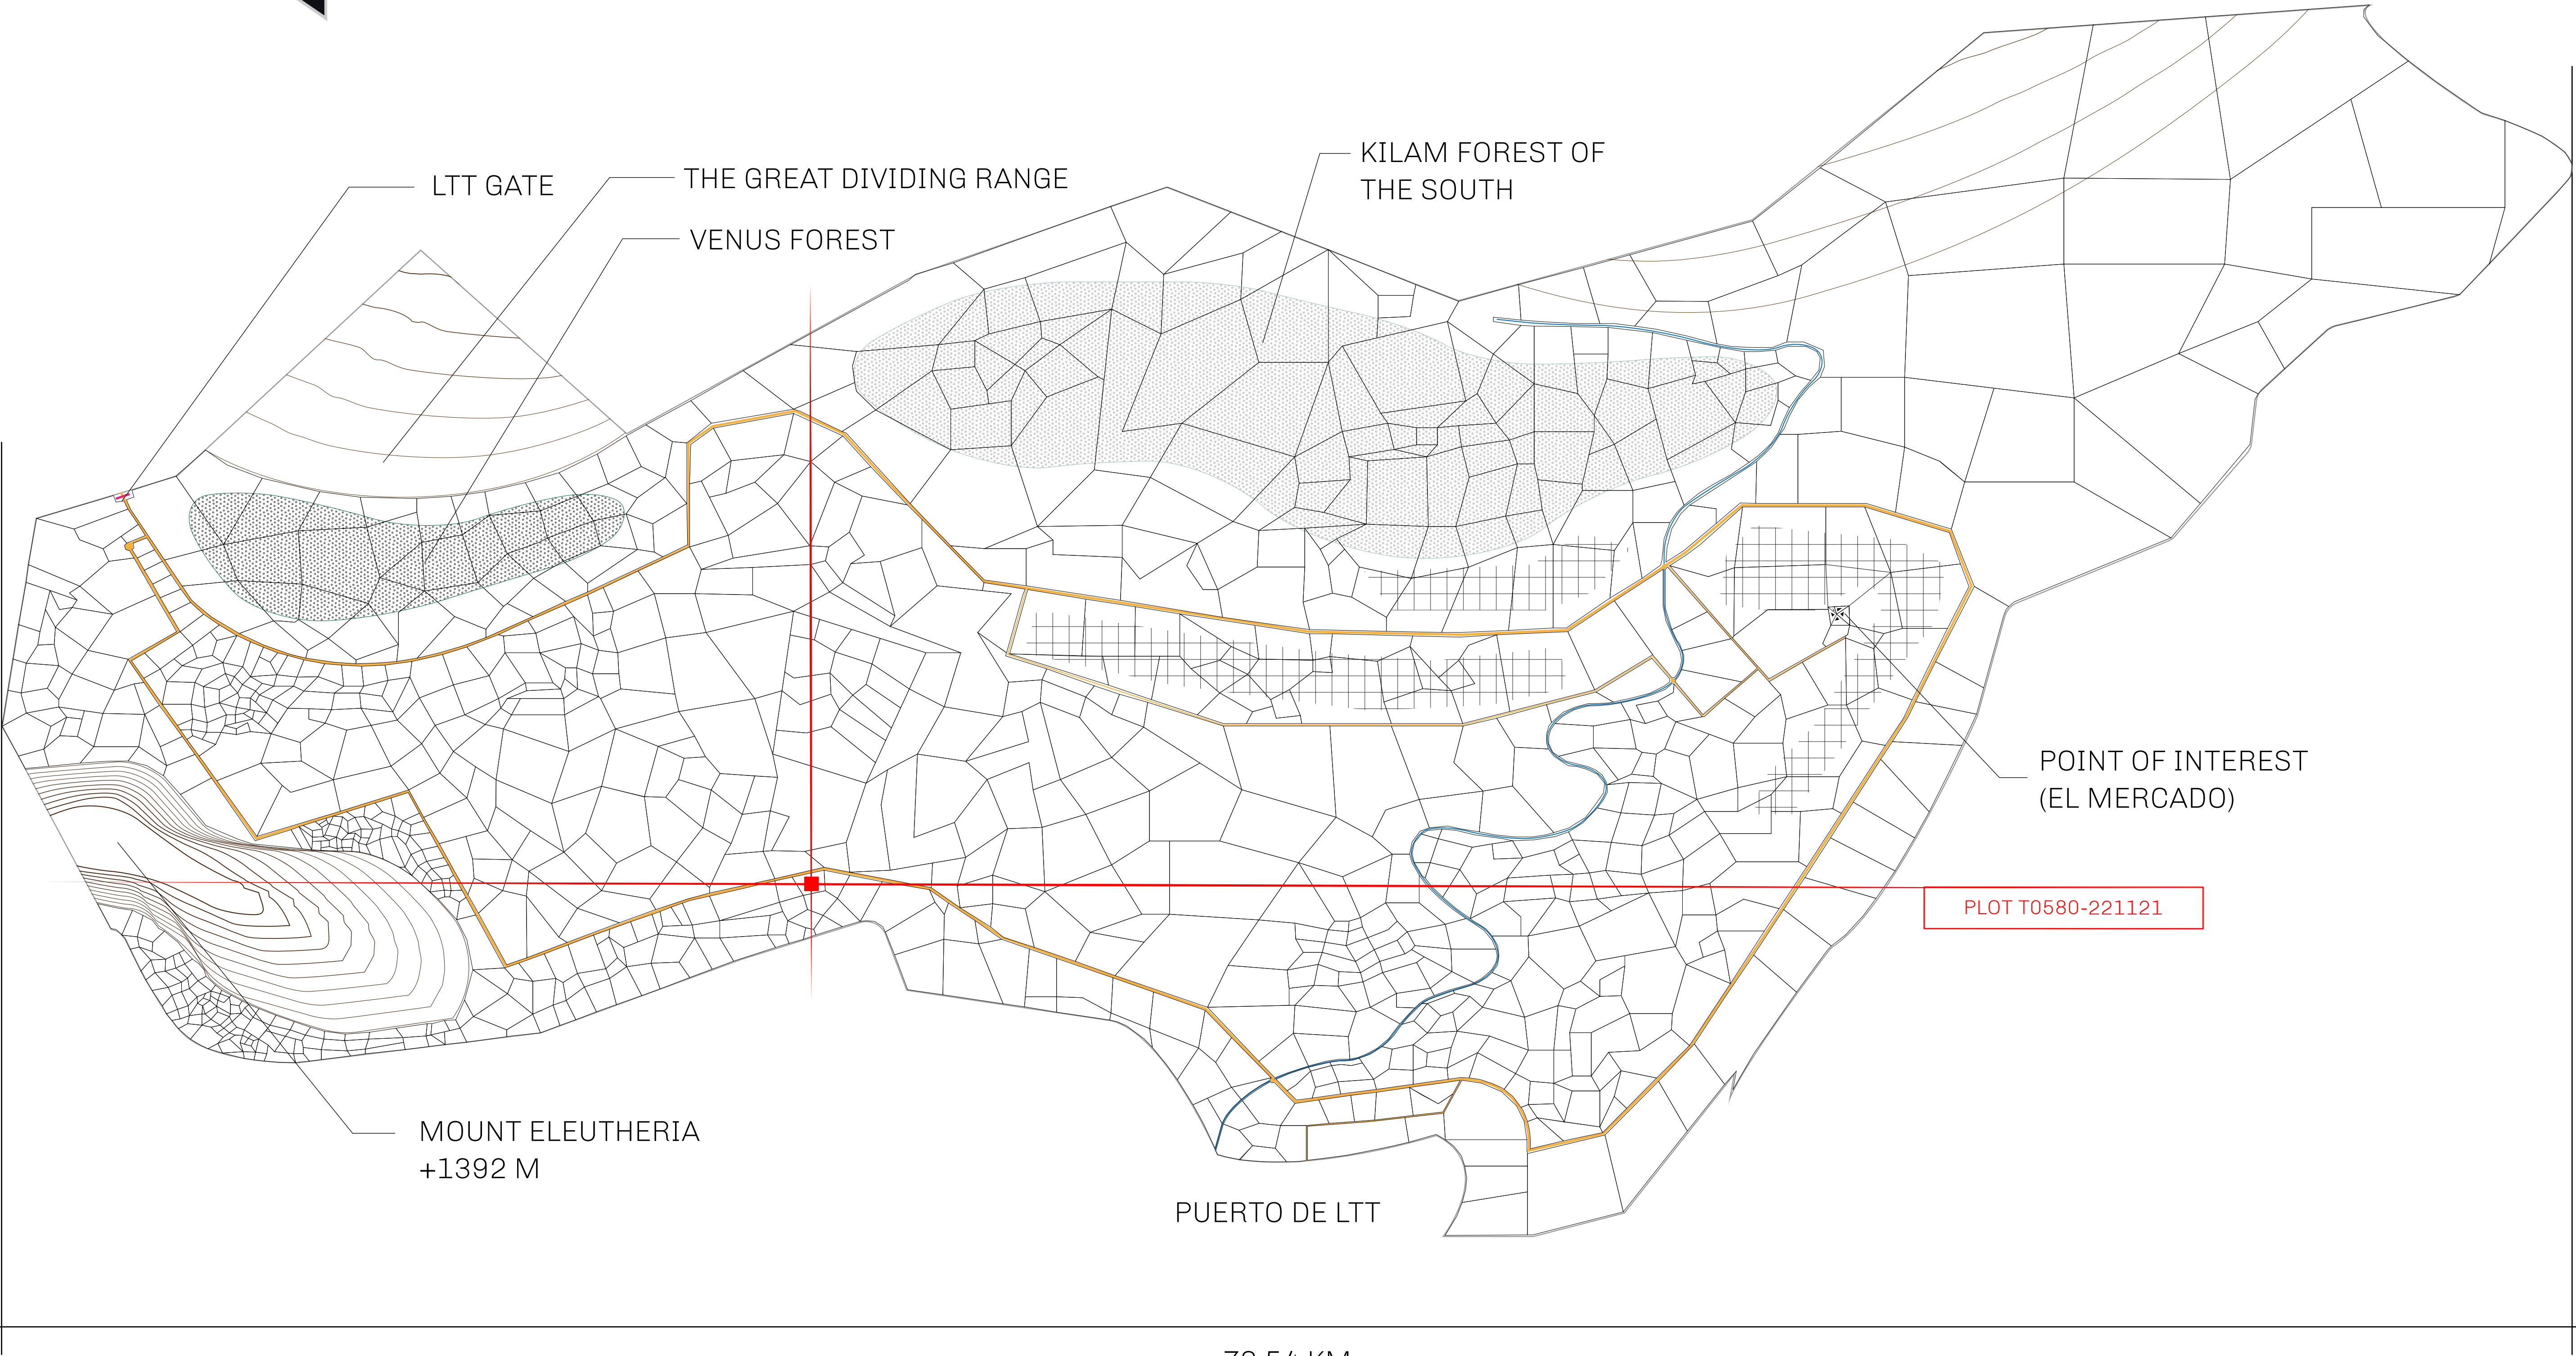 KILAM FOREST OF
THE SOUTH
LTT GATE
THE GREAT DIVIDING RANGE
VENUS FOREST
POINT OF INTEREST
(EL MERCADO)
PLOT T0580-221121
MOUNT ELEUTHERIA
+1392 M
PUERTO DE LTT
KM